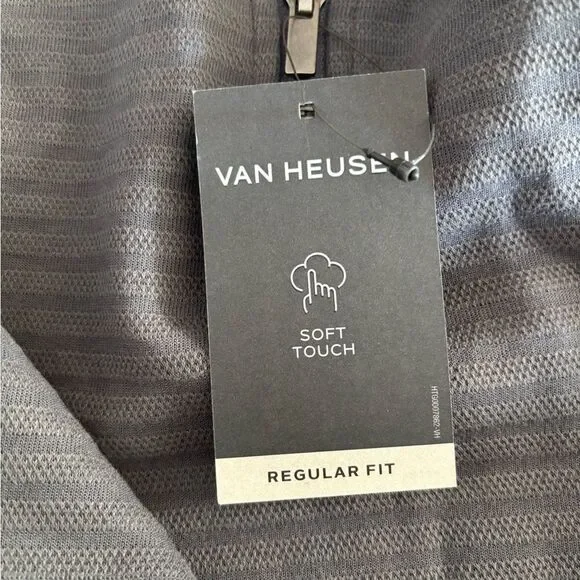 VAN HEUSEN
SOFT
TOUCH
REGULAR FIT